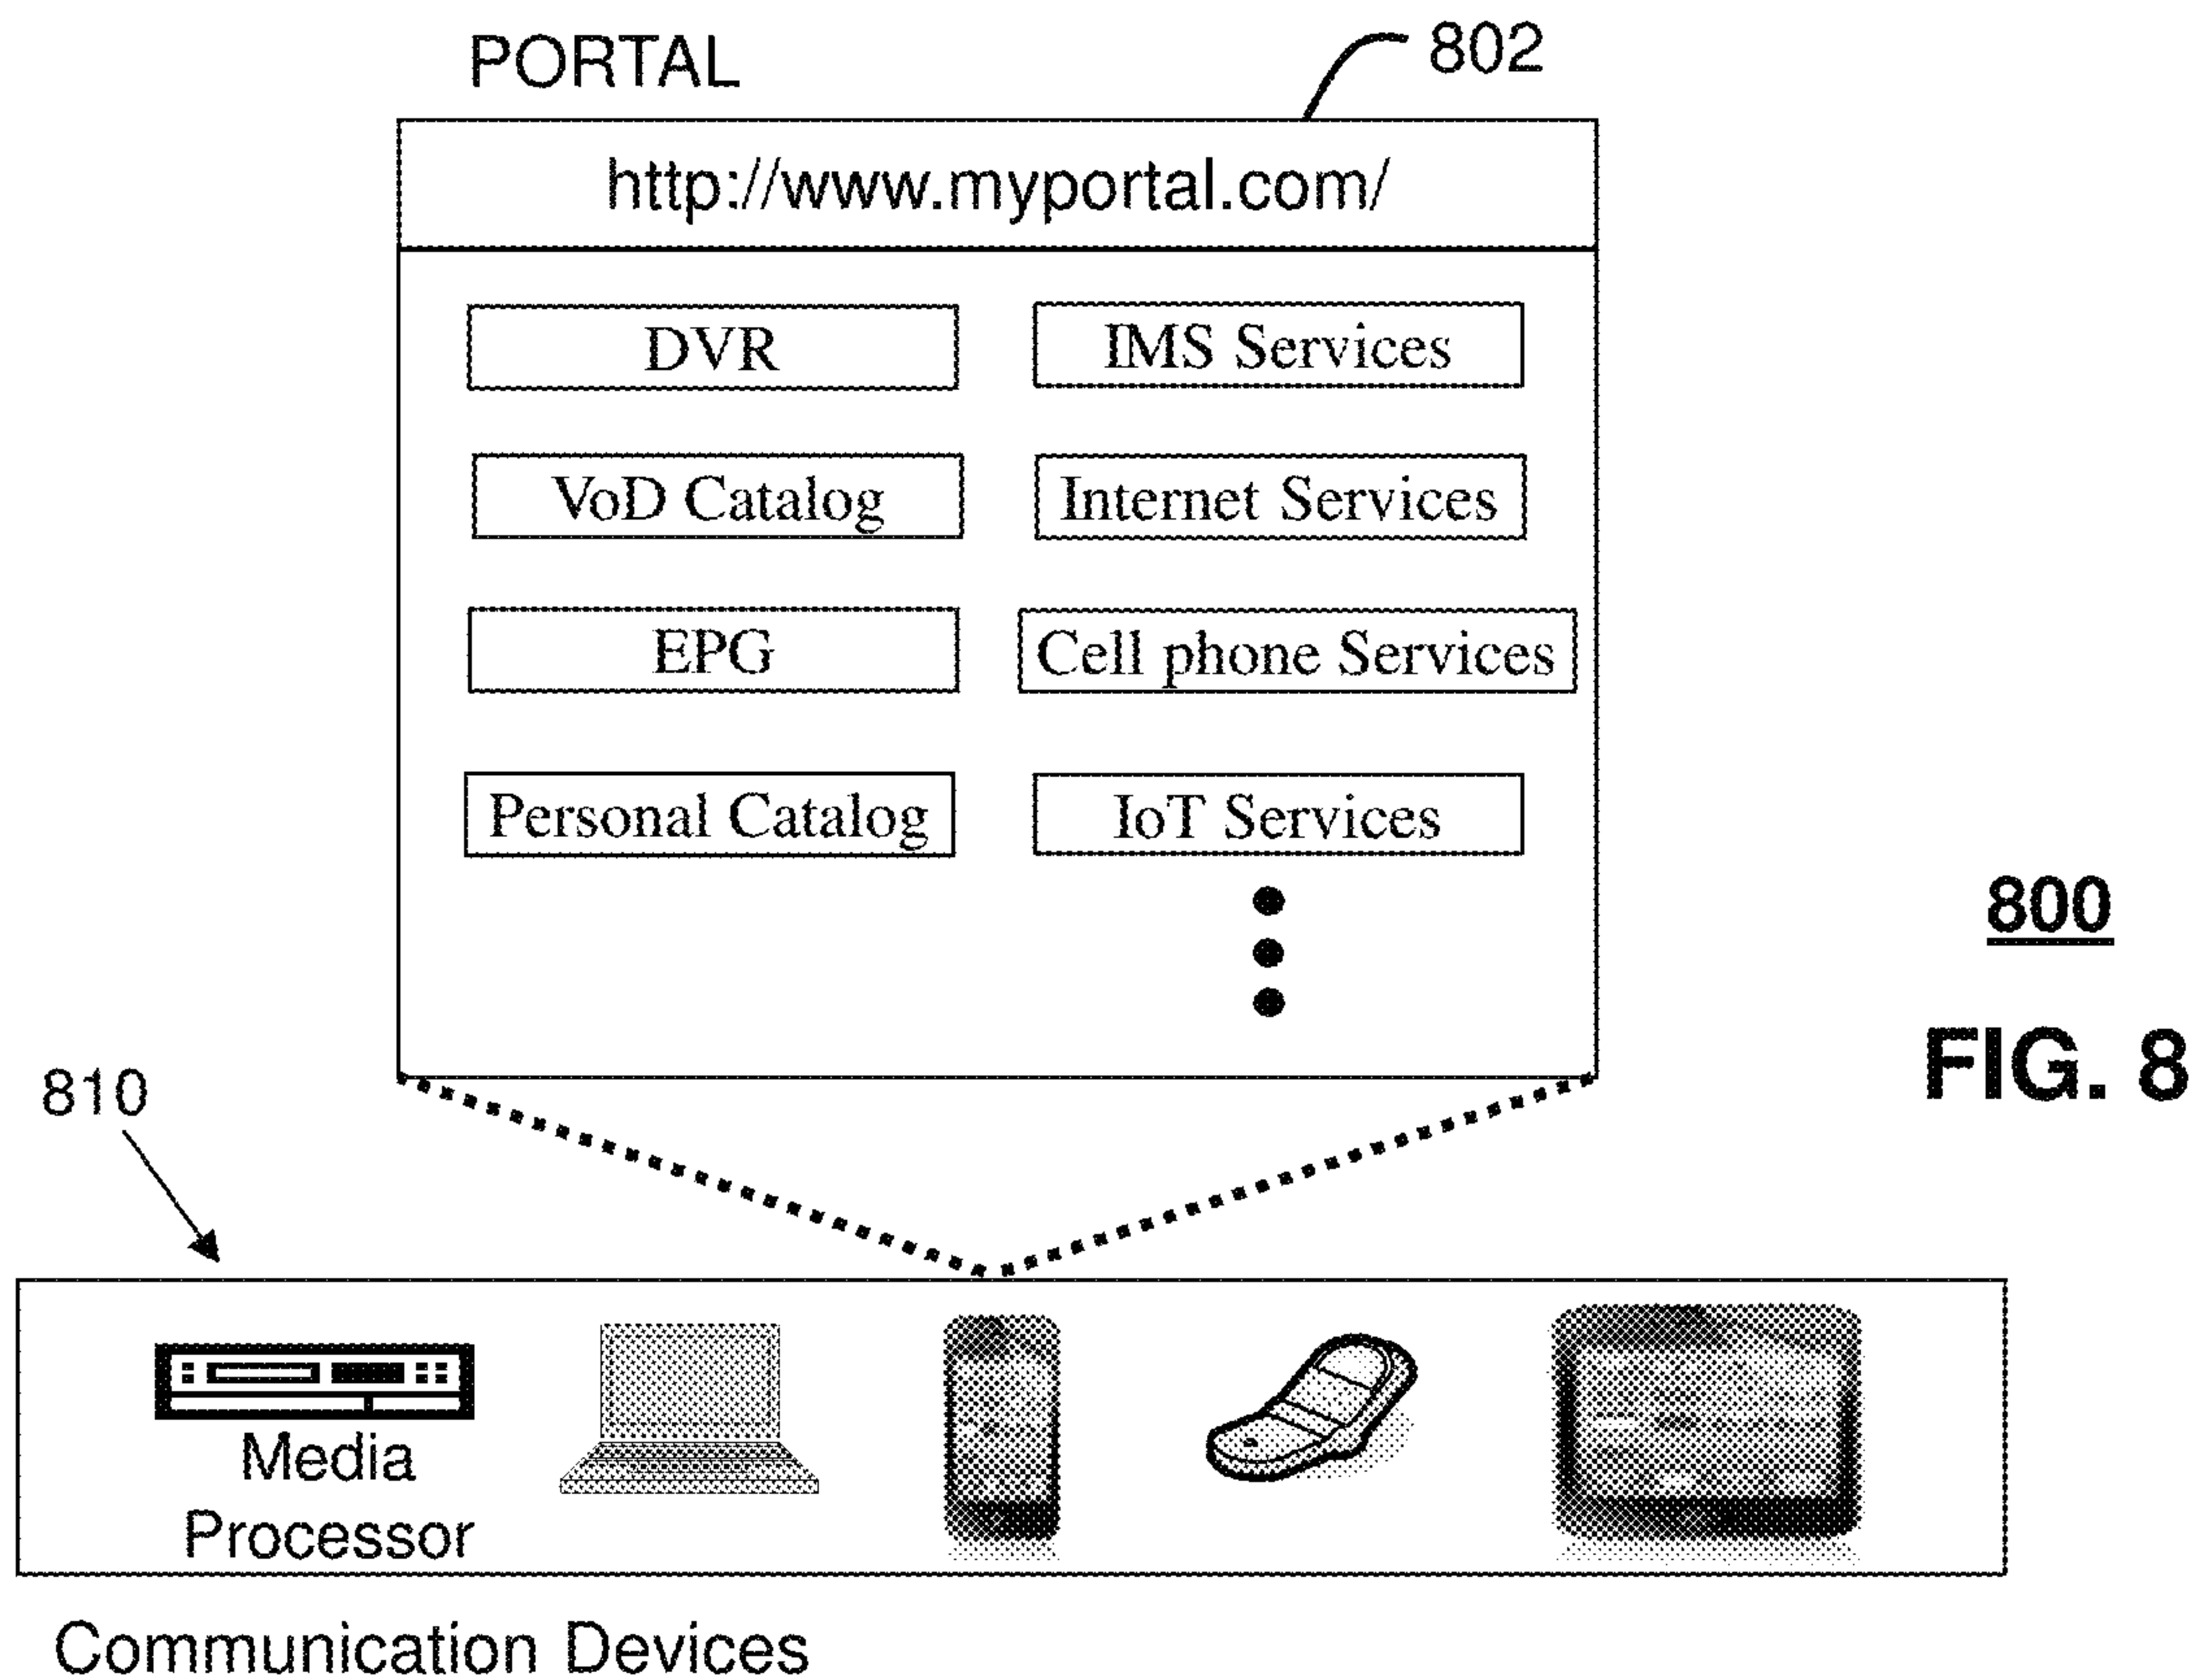 PORTAL
802
http://www.myportal.com/
DVR
IMS Services
VoD Catalog
Internet Services
EPG
Cell phone Services
Personal Catalog
IoT Services
800
FIG. 8
810
Media
Processor
Communication Devices